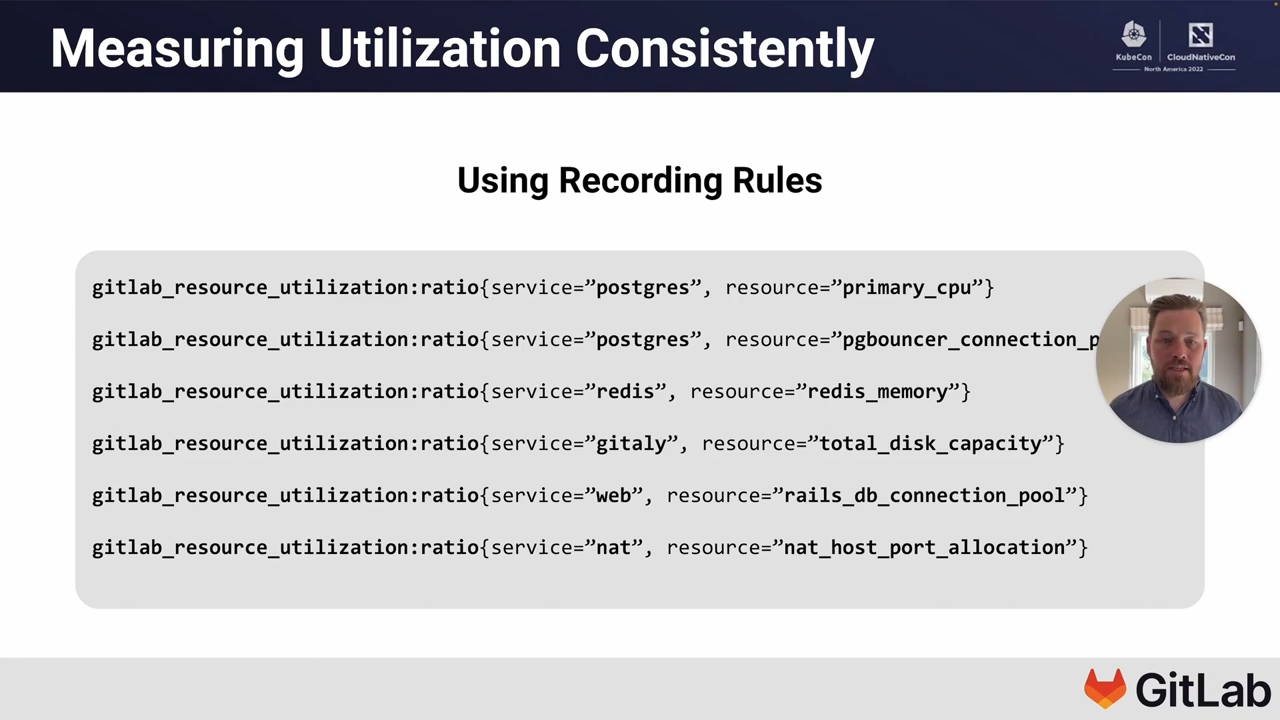 Measuring Utilization Consistently
KubeCon
CloudNativeCon
North America 2022
Using Recording Rules
gitlab_resource_utilization:ratio{service=”postgres”, resource=”primary_cpu”}
gitlab_resource_utilization:ratio{service=”postgres”, resource=”pgbouncer_connection_p
gitlab_resource_utilization:ratio{service=”redis”, resource=”redis_memory”}
gitlab_resource_utilization:ratio{service=”gitaly”, resource=”total_disk_capacity”}
gitlab_resource_utilization:ratio{service=”web”, resource=”rails_db_connection_pool”}
gitlab_resource_utilization:ratio{service=”nat”, resource=”nat_host_port_allocation”}
GitLab